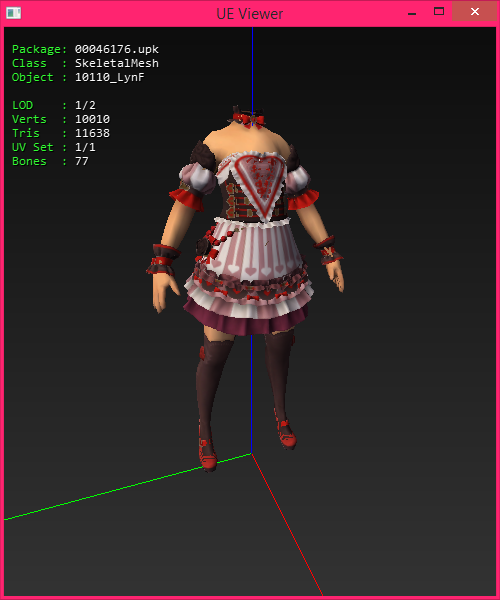 UE Viewer
Package: 00046176.upk
Class  : SkeletalMesh
Object : 10110_LynF
LOD    : 1/2
Verts  : 10010
Tris   : 11638
UV Set : 1/1
Bones  : 77